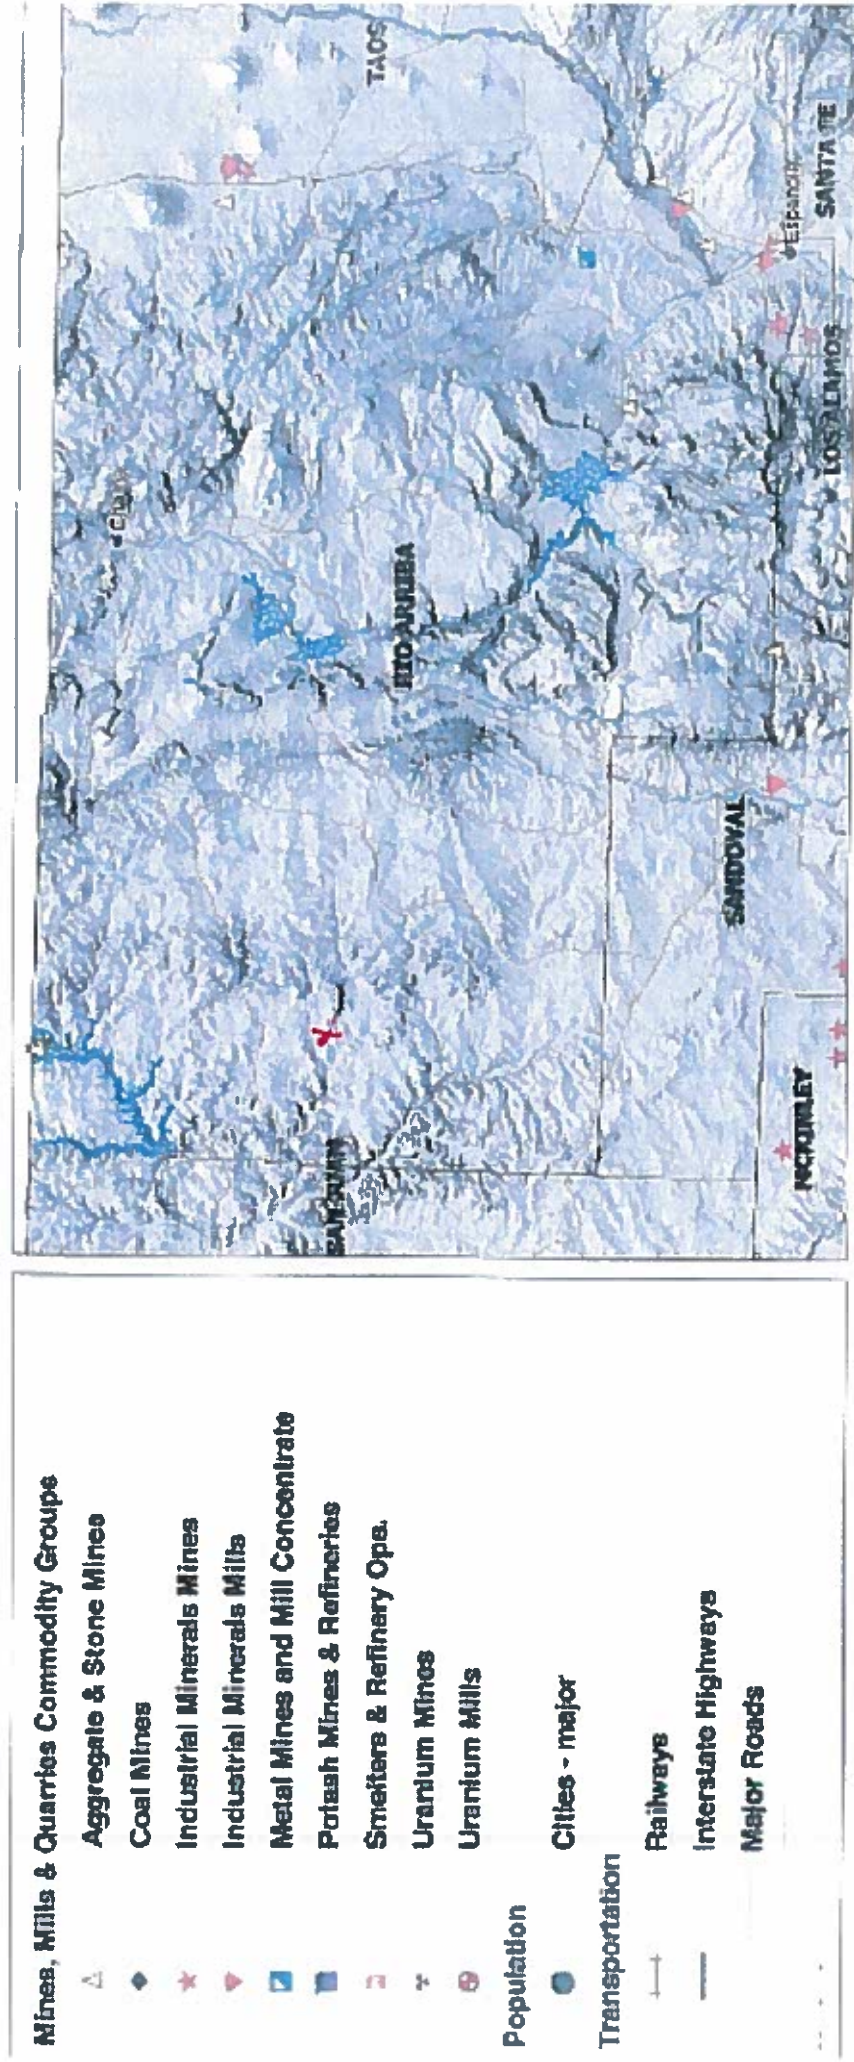 Mines, Mills & Quarries Commodity Groups
Aggregate & Stone Mines
Coal Mines
Industrial Minerals Mines
Industrial Minerals Mills
Metal Mines and Mill Concentrate
Potash Mines & Refineries
Smelters & Refinery Ops.
Uranium Mines
Uranium Mills
Population
Cities - major
Transportation
Railways
Interstate Highways
Major Roads
SAN JUAN
RIO ARRIBA
TAOS
Chama
MCKINLEY
SANDOVAL
LOS ALAMOS
Espanola
SANTA FE